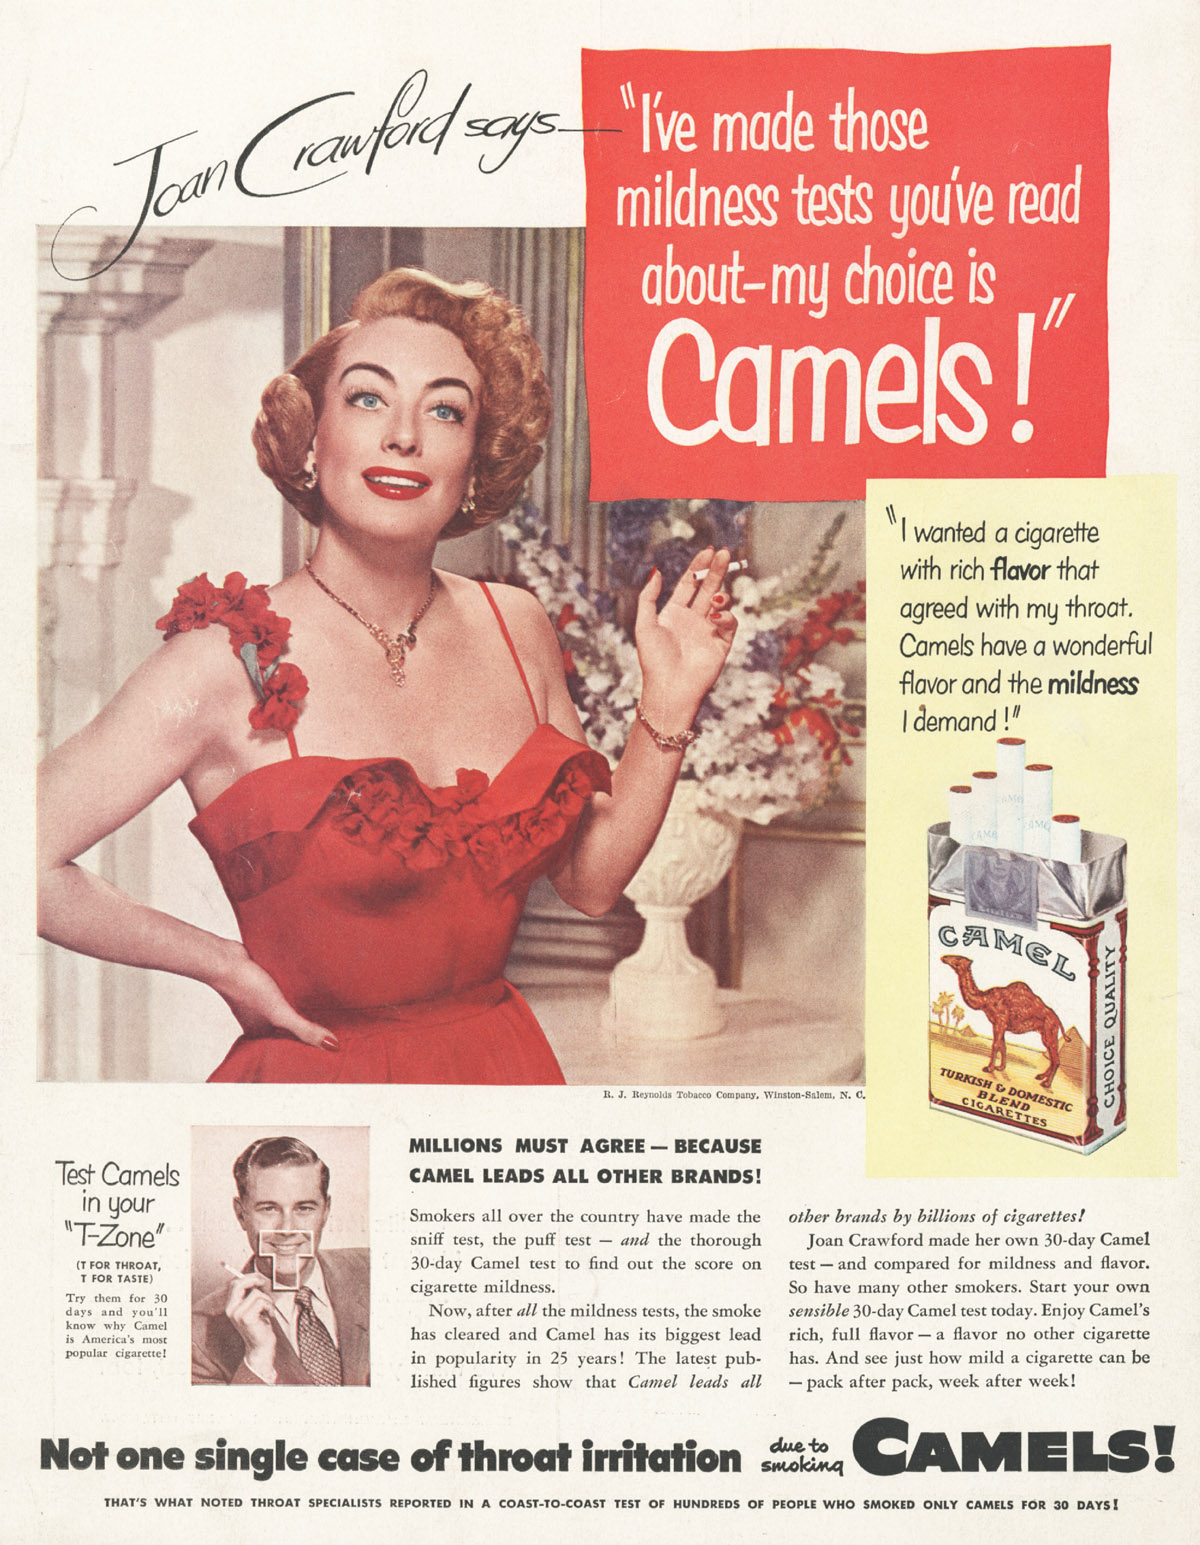 Joan Crawford says—
"I've made those
mildness tests you've read
about—my choice is
Camels!"
"I wanted a cigarette
with rich flavor that
agreed with my throat.
Camels have a wonderful
flavor and the mildness
I demand!"
CAMEL
CAMEL
TURKISH & DOMESTIC
BLEND
CIGARETTES
CHOICE QUALITY
R. J. Reynolds Tobacco Company, Winston-Salem, N. C.
Test Camels
in your
"T-Zone"
(T FOR THROAT,
T FOR TASTE)
Try them for 30
days and you'll
know why Camel
is America's most
popular cigarette!
MILLIONS MUST AGREE — BECAUSE
CAMEL LEADS ALL OTHER BRANDS!
Smokers all over the country have made the
sniff test, the puff test — and the thorough
30-day Camel test to find out the score on
cigarette mildness.
Now, after all the mildness tests, the smoke
has cleared and Camel has its biggest lead
in popularity in 25 years! The latest pub-
lished figures show that Camel leads all
other brands by billions of cigarettes!
Joan Crawford made her own 30-day Camel
test — and compared for mildness and flavor.
So have many other smokers. Start your own
sensible 30-day Camel test today. Enjoy Camel's
rich, full flavor — a flavor no other cigarette
has. And see just how mild a cigarette can be
— pack after pack, week after week!
Not one single case of throat irritation due to smoking CAMELS!
THAT'S WHAT NOTED THROAT SPECIALISTS REPORTED IN A COAST-TO-COAST TEST OF HUNDREDS OF PEOPLE WHO SMOKED ONLY CAMELS FOR 30 DAYS!